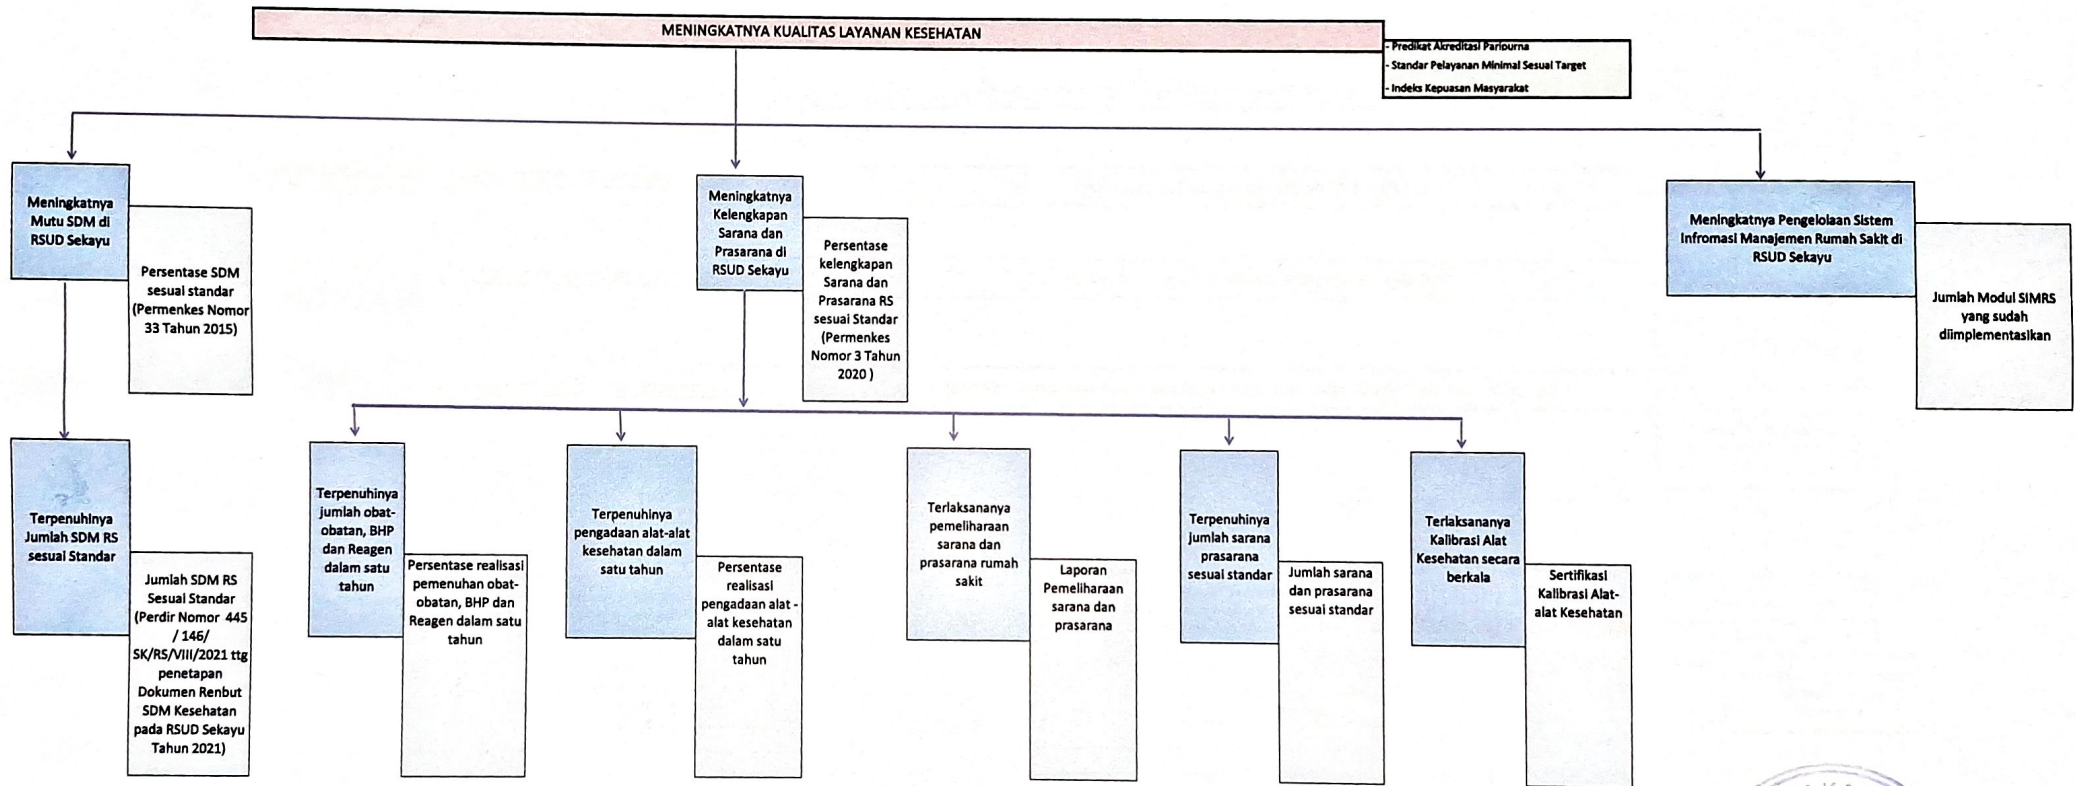 MENINGKATNYA KUALITAS LAYANAN KESEHATAN
- Predikat Akreditasi Paripurna
- Standar Pelayanan Minimal Sesuai Target
- Indeks Kepuasan Masyarakat
Meningkatnya
Mutu SDM di
RSUD Sekayu
Persentase SDM
sesuai standar
(Permenkes Nomor
33 Tahun 2015)
Meningkatnya
Kelengkapan
Sarana dan
Prasarana di
RSUD Sekayu
Persentase
kelengkapan
Sarana dan
Prasarana RS
sesuai Standar
(Permenkes
Nomor 3 Tahun
2020 )
Meningkatnya Pengelolaan Sistem
Infromasi Manajemen Rumah Sakit di
RSUD Sekayu
Jumlah Modul SIMRS
yang sudah
diimplementasikan
Terpenuhinya
Jumlah SDM RS
sesuai Standar
Jumlah SDM RS
Sesuai Standar
(Perdir Nomor 445
/ 146/
SK/RS/VIII/2021 ttg
penetapan
Dokumen Renbut
SDM Kesehatan
pada RSUD Sekayu
Tahun 2021)
Terpenuhinya
jumlah obat-
obatan, BHP
dan Reagen
dalam satu
tahun
Persentase realisasi
pemenuhan obat-
obatan, BHP dan
Reagen dalam satu
tahun
Terpenuhinya
pengadaan alat-alat
kesehatan dalam
satu tahun
Persentase
realisasi
pengadaan alat -
alat kesehatan
dalam satu
tahun
Terlaksananya
pemeliharaan
sarana dan
prasarana rumah
sakit
Laporan
Pemeliharaan
sarana dan
prasarana
Terpenuhinya
jumlah sarana
prasarana
sesuai standar
Jumlah sarana
dan prasarana
sesuai standar
Terlaksananya
Kalibrasi Alat
Kesehatan secara
berkala
Sertifikasi
Kalibrasi Alat-
alat Kesehatan